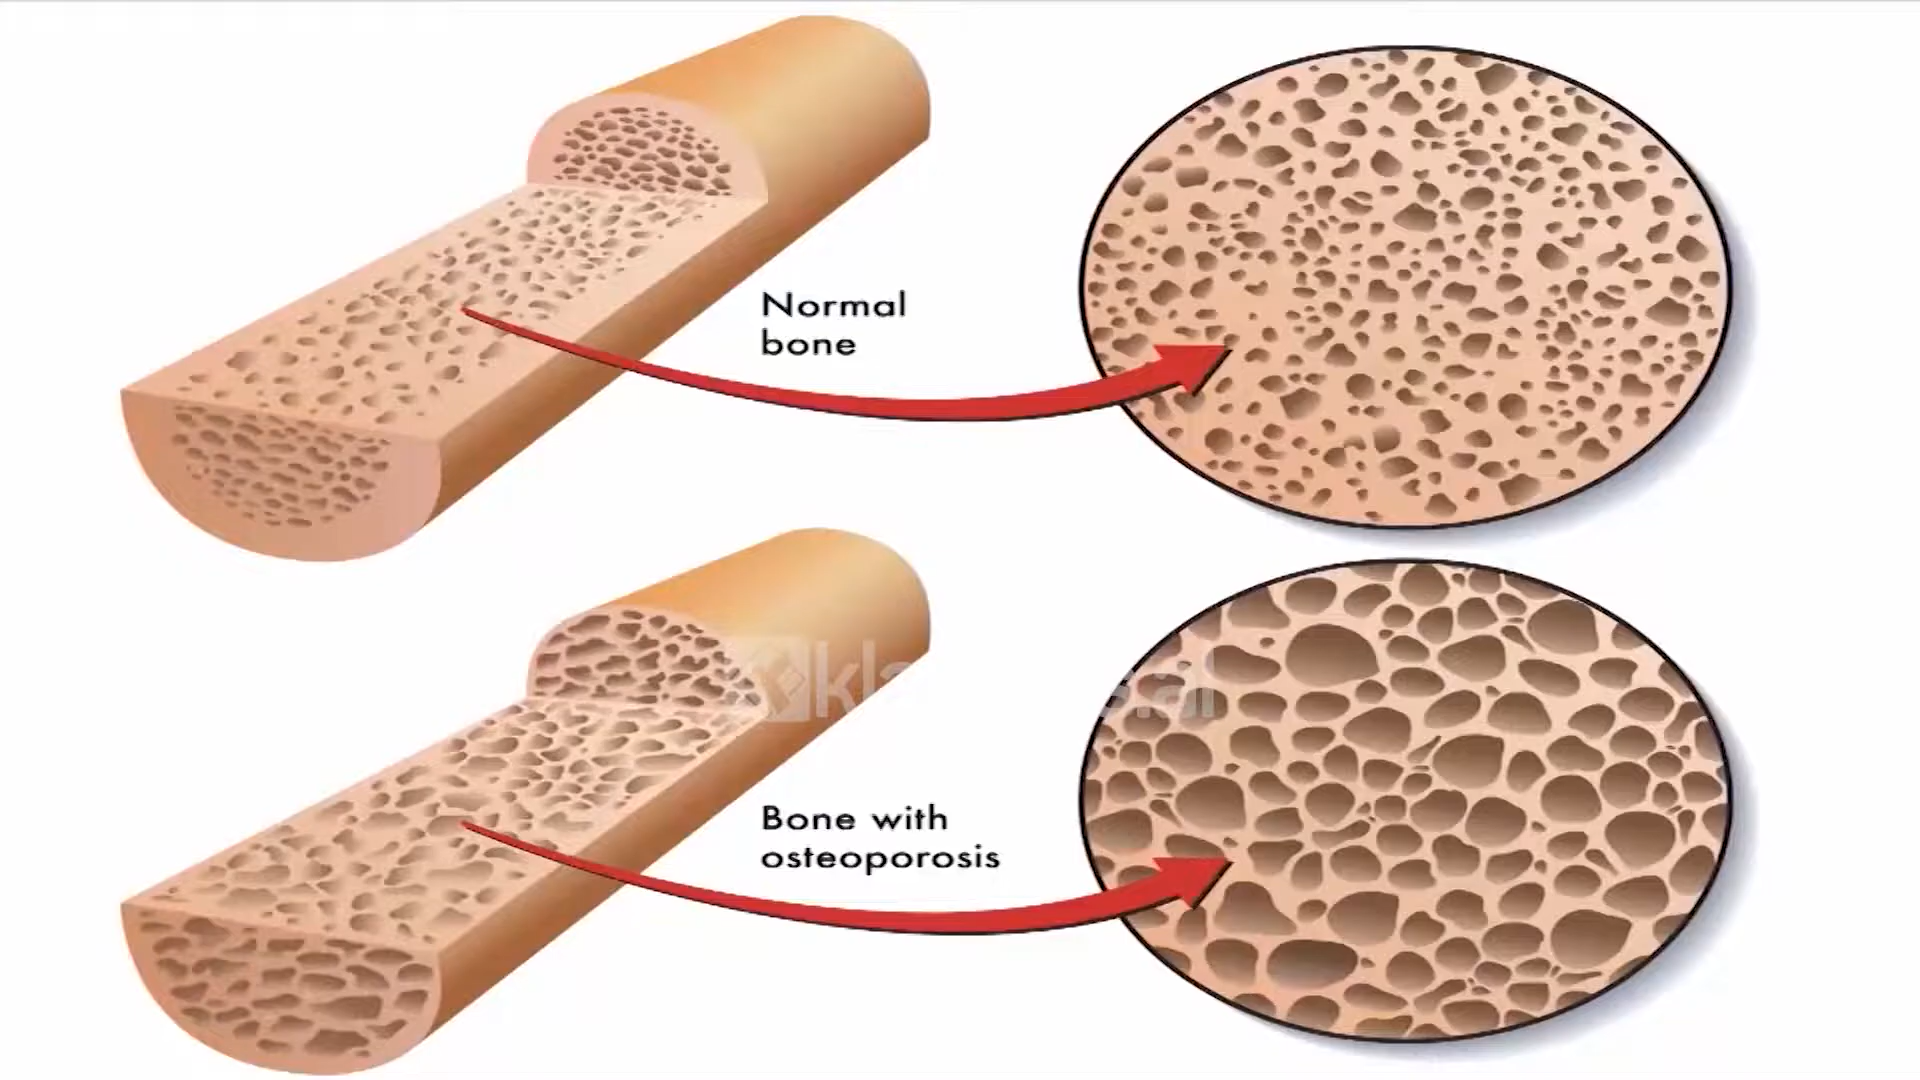 Normal
bone
Bone with
osteoporosis